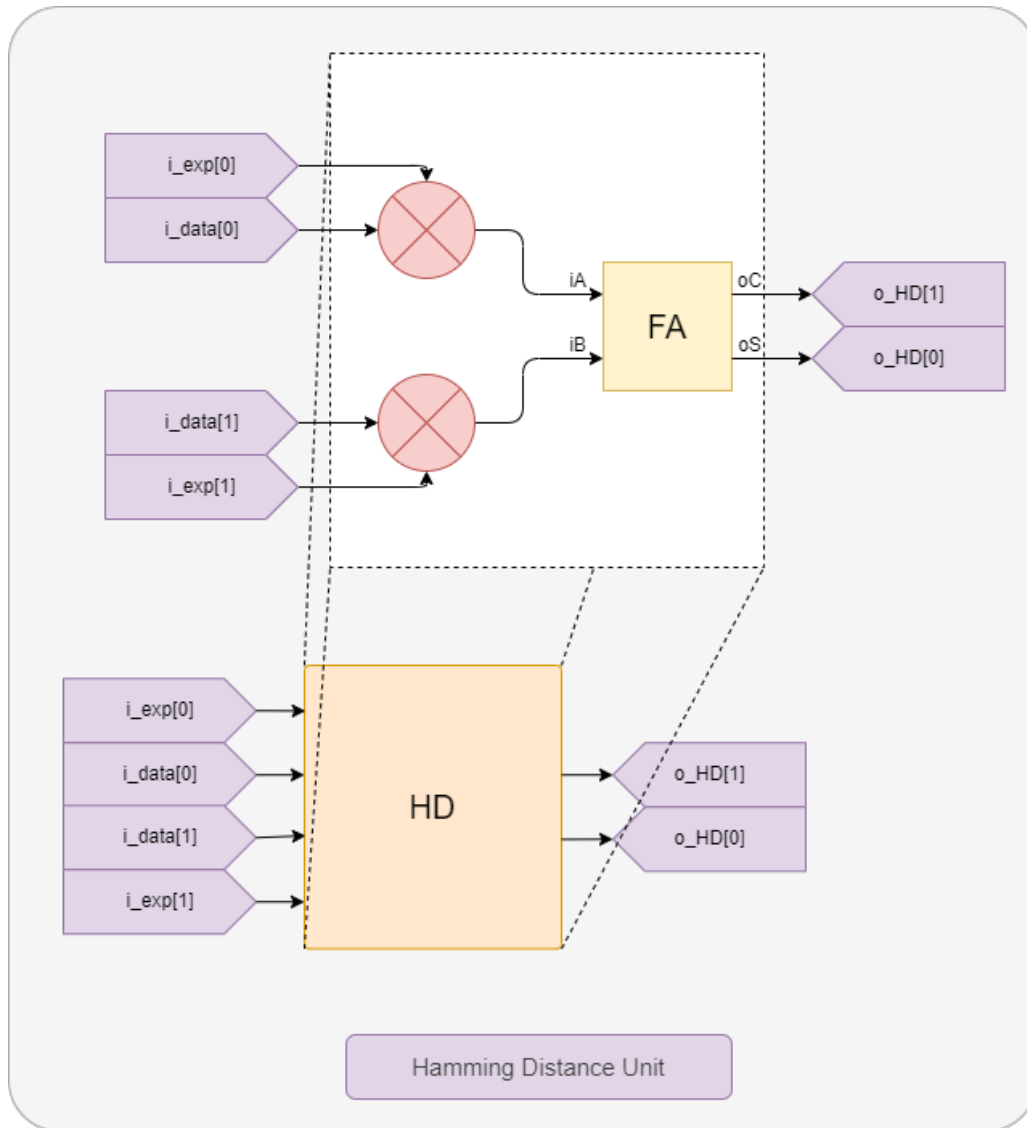 i_exp[0]
i_data[0]
iA
oC
o_HD[1]
FA
iB
oS
o_HD[0]
i_data[1]
i_exp[1]
i_exp[0]
i_data[0]
o_HD[1]
HD
i_data[1]
o_HD[0]
i_exp[1]
Hamming Distance Unit